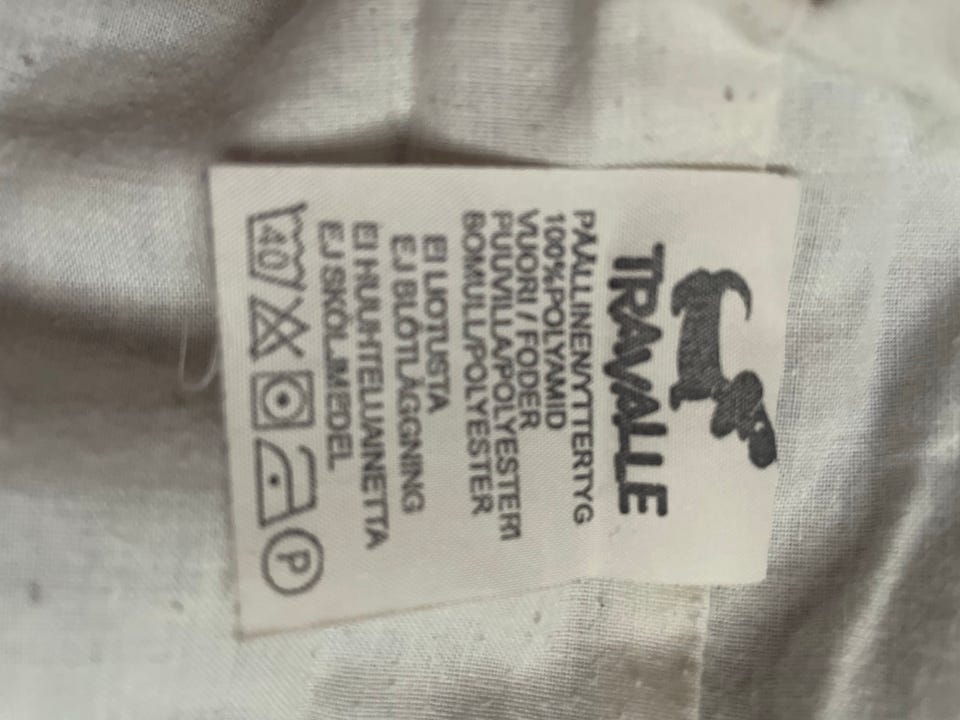 TRAVALLE
PÄÄLLINEN/YTTERTYG
100%POLYAMID
VUORI / FODER
PUUVILLA/POLYESTERI
BOMULL/POLYESTER
EI LIOTUSTA
EJ BLÖTLÄGGNING
EI HUUHTELUAINETTA
EJ SKÖLJMEDEL
40 P